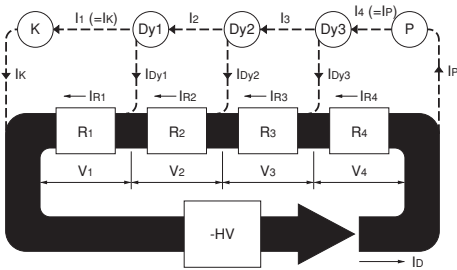 K I1 (=IK) Dy1 I2 Dy2 I3 Dy3 I4 (=IP) P
IK IDy1 IDy2 IDy3 IP
IR1 IR2 IR3 IR4
R1 R2 R3 R4
V1 V2 V3 V4
-HV
ID